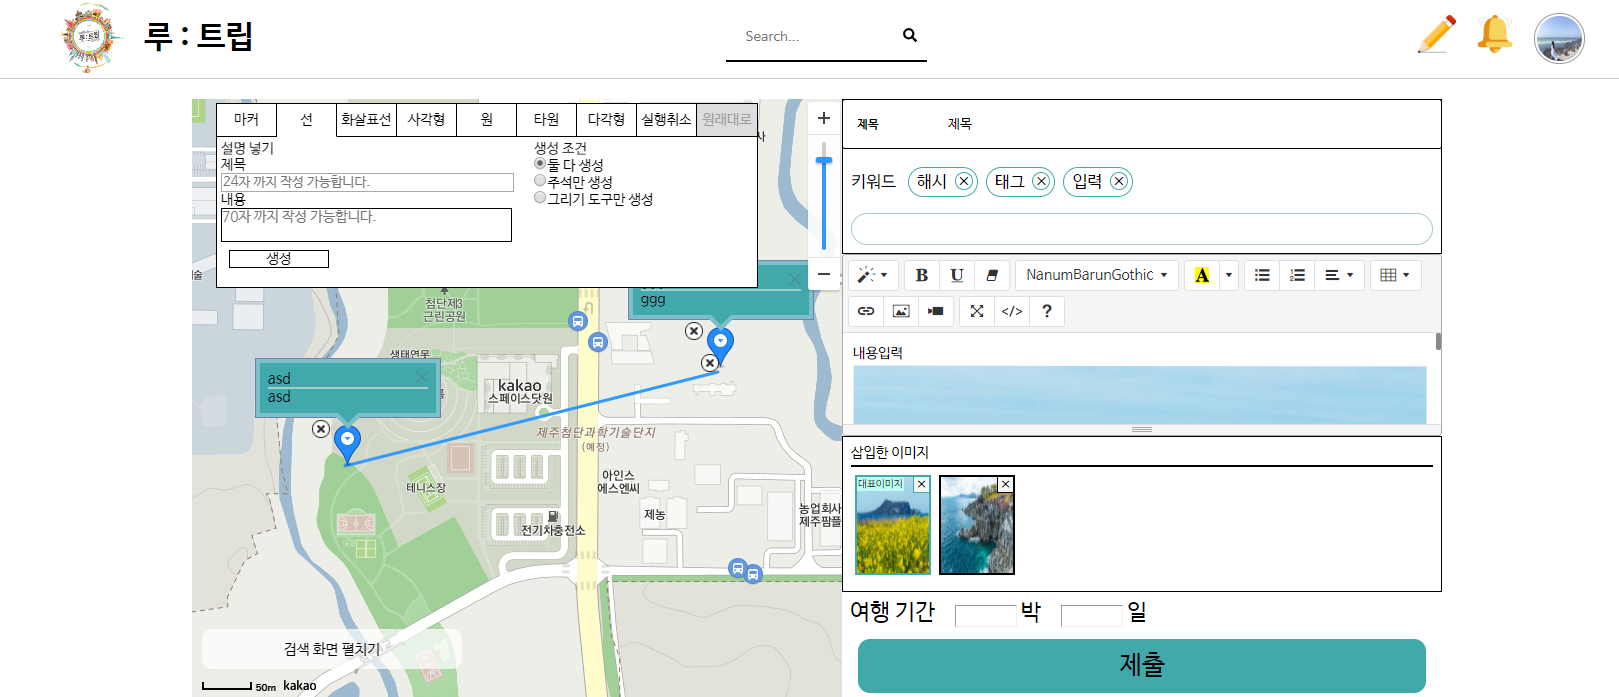 루:트립
루 : 트립
Search...
마커 선 화살표선 사각형 원 타원 다각형 실행취소 원래대로
설명 넣기
제목
24자 까지 작성 가능합니다.
내용
70자 까지 작성 가능합니다.
생성
생성 조건
둘 다 생성
주석만 생성
그리기 도구만 생성
ggg
첨단제3
근린공원
생태연못
asd
asd
kakao
스페이스닷원
제주첨단과학기술단지
(예정)
테니스장
아인스
에스엔씨
제농
농업회사
제주팜플
전기차충전소
검색 화면 펼치기
50m kakao
제목 제목
키워드 해시 태그 입력
B U NanumBarunGothic A
</> ?
내용입력
삽입한 이미지
대표이미지
여행 기간 박 일
제출